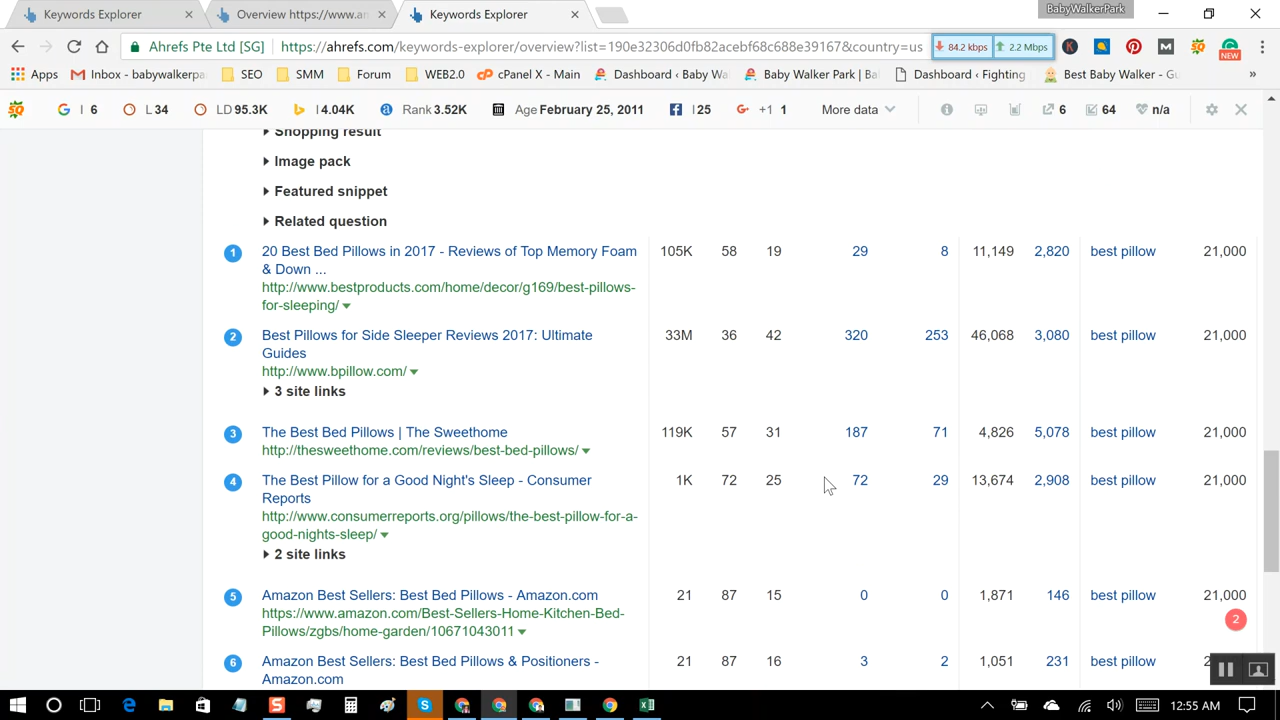 Keywords Explorer
Overview https://www.an
Keywords Explorer
BabyWalkerPark
Ahrefs Pte Ltd [SG]
https://ahrefs.com/keywords-explorer/overview?list=190e32306d0fb82acebf68c688e39167&country=us
84.2 kbps
2.2 Mbps
NEW
Apps
Inbox - babywalkerpa
SEO
SMM
Forum
WEB2.0
cPanel X - Main
Dashboard ‹ Baby Wa
Baby Walker Park | Ba
Dashboard ‹ Fighting
Best Baby Walker - Gu
»
I 6
L 34
LD 95.3K
I 4.04K
Rank 3.52K
Age February 25, 2011
I 25
+1 1
More data
6
64
n/a
Shopping result
Image pack
Featured snippet
Related question
1 20 Best Bed Pillows in 2017 - Reviews of Top Memory Foam 105K 58 19 29 8 11,149 2,820 best pillow 21,000
& Down ...
http://www.bestproducts.com/home/decor/g169/best-pillows-
for-sleeping/
2 Best Pillows for Side Sleeper Reviews 2017: Ultimate 33M 36 42 320 253 46,068 3,080 best pillow 21,000
Guides
http://www.bpillow.com/
3 site links
3 The Best Bed Pillows | The Sweethome 119K 57 31 187 71 4,826 5,078 best pillow 21,000
http://thesweethome.com/reviews/best-bed-pillows/
4 The Best Pillow for a Good Night's Sleep - Consumer 1K 72 25 72 29 13,674 2,908 best pillow 21,000
Reports
http://www.consumerreports.org/pillows/the-best-pillow-for-a-
good-nights-sleep/
2 site links
5 Amazon Best Sellers: Best Bed Pillows - Amazon.com 21 87 15 0 0 1,871 146 best pillow 21,000
https://www.amazon.com/Best-Sellers-Home-Kitchen-Bed-
Pillows/zgbs/home-garden/10671043011
2
6 Amazon Best Sellers: Best Bed Pillows & Positioners - 21 87 16 3 2 1,051 231 best pillow
Amazon.com
12:55 AM